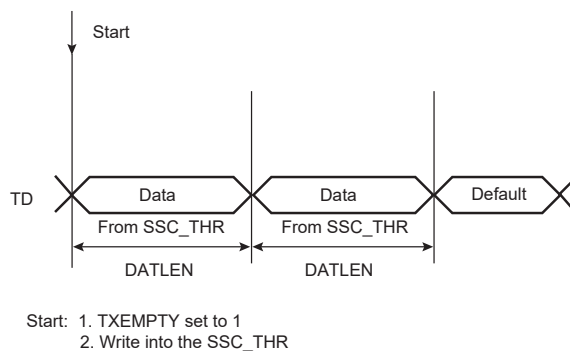 Start
TD
Data
Data
Default
From SSC_THR
From SSC_THR
DATLEN
DATLEN
Start: 1. TXEMPTY set to 1
2. Write into the SSC_THR